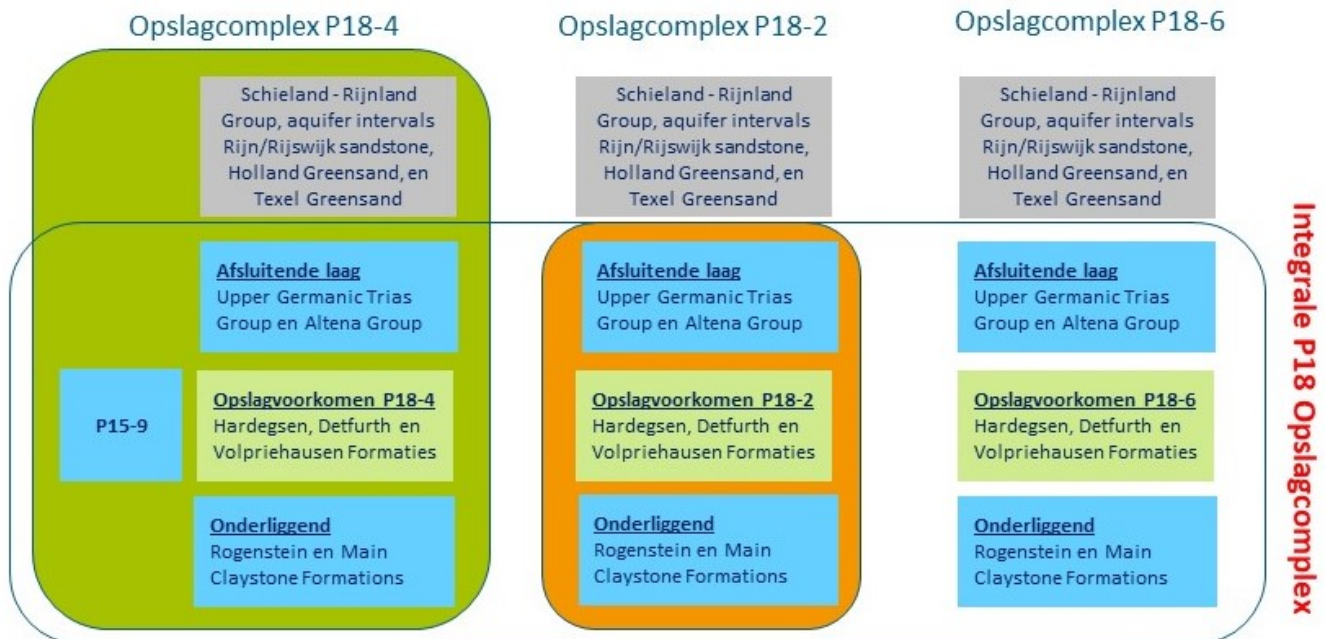 Opslagcomplex P18-4
Opslagcomplex P18-2
Opslagcomplex P18-6
Schieland - Rijnland
Group, aquifer intervals
Rijn/Rijswijk sandstone,
Holland Greensand, en
Texel Greensand
Schieland - Rijnland
Group, aquifer intervals
Rijn/Rijswijk sandstone,
Holland Greensand, en
Texel Greensand
Schieland - Rijnland
Group, aquifer intervals
Rijn/Rijswijk sandstone,
Holland Greensand, en
Texel Greensand
Afsluitende laag
Upper Germanic Trias
Group en Altena Group
Afsluitende laag
Upper Germanic Trias
Group en Altena Group
Afsluitende laag
Upper Germanic Trias
Group en Altena Group
P15-9
Opslagvoorkomen P18-4
Hardegsen, Detfurth en
Volpriehausen Formaties
Opslagvoorkomen P18-2
Hardegsen, Detfurth en
Volpriehausen Formaties
Opslagvoorkomen P18-6
Hardegsen, Detfurth en
Volpriehausen Formaties
Onderliggend
Rogenstein en Main
Claystone Formations
Onderliggend
Rogenstein en Main
Claystone Formations
Onderliggend
Rogenstein en Main
Claystone Formations
Integrale P18 Opslagcomplex